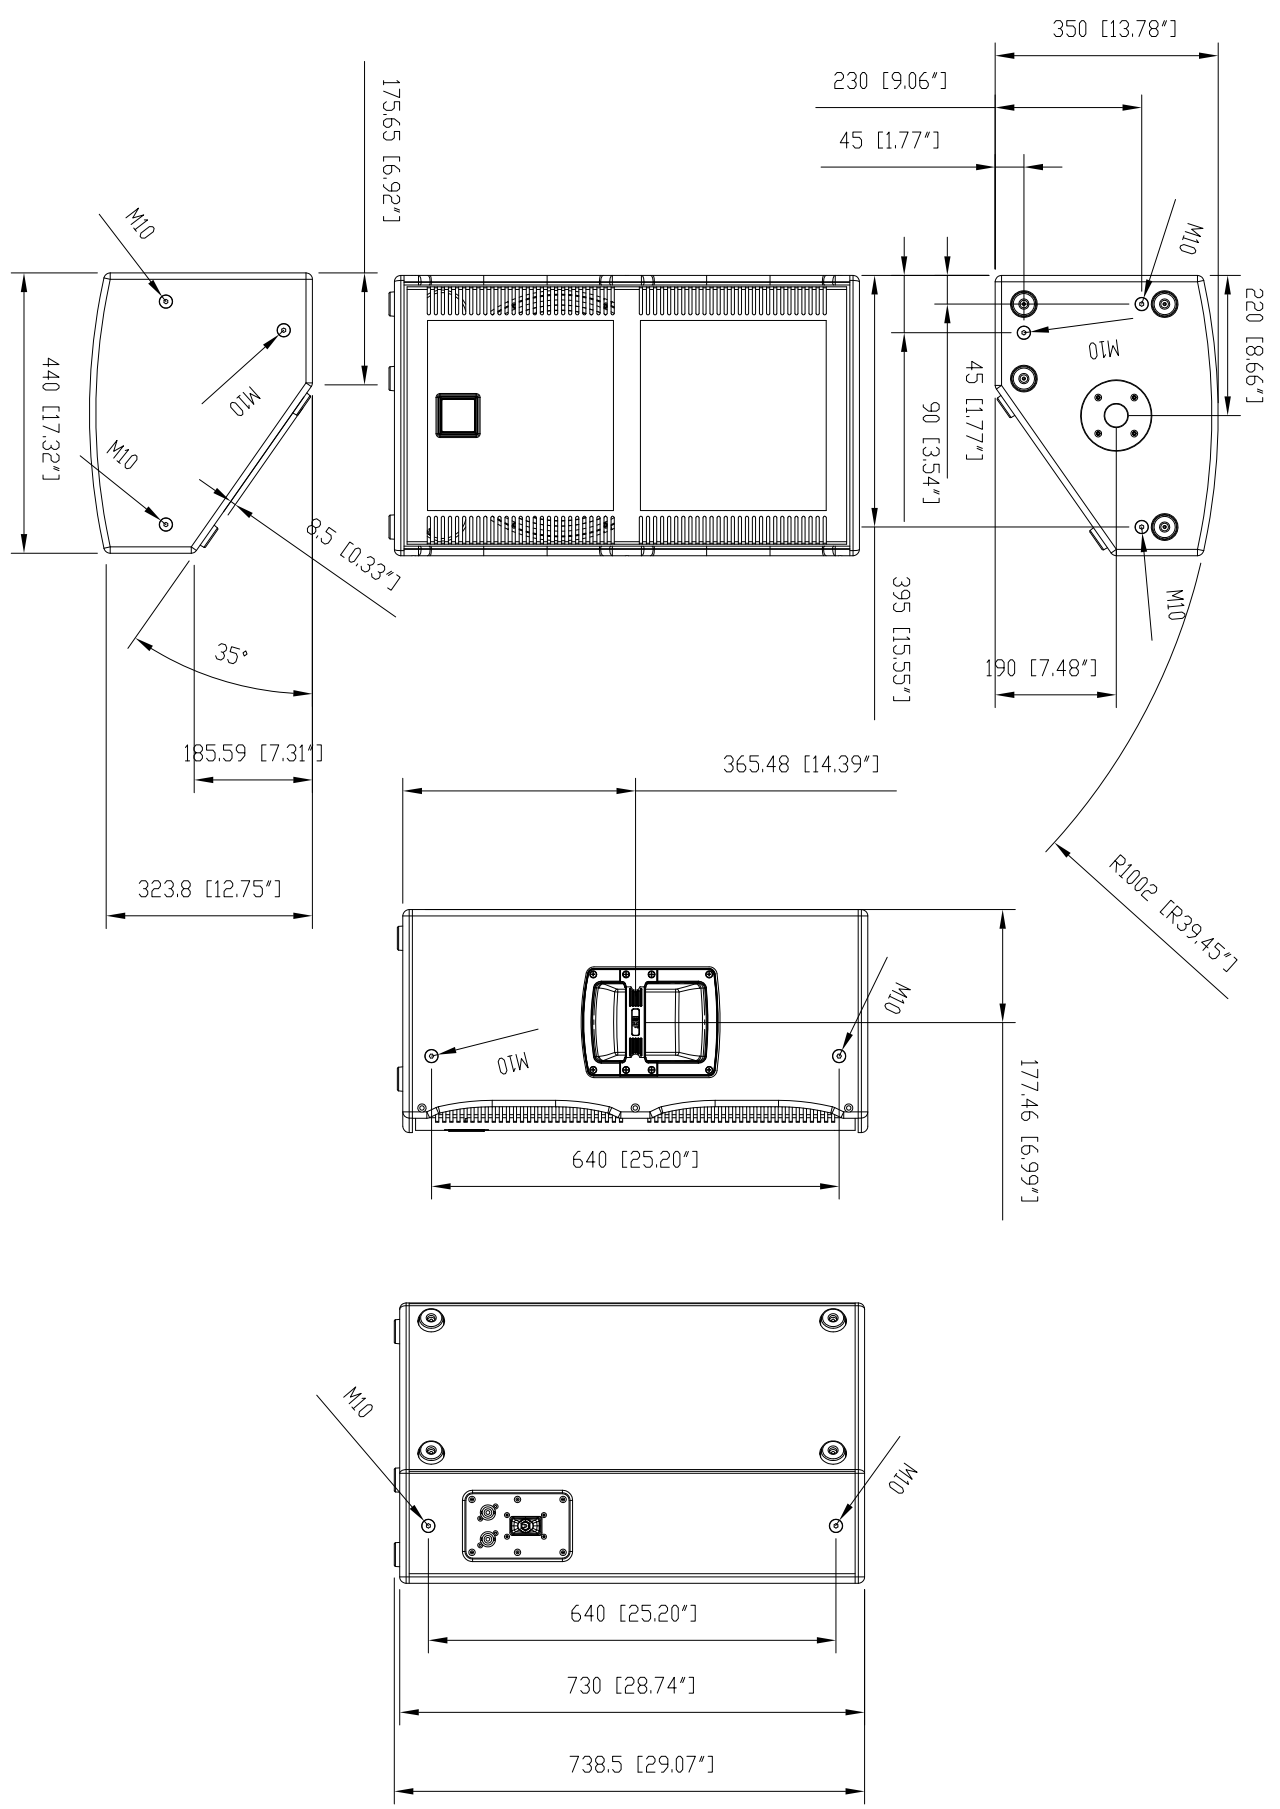 350 [13.78"]
230 [9.06"]
45 [1.77"]
175.65 [6.92"]
M10
M10
M10
M10
M10
220 [8.66"]
440 [17.32"]
45 [1.77"]
90 [3.54"]
M10
8.5 [0.33"]
395 [15.55"]
M10
35°
190 [7.48"]
185.59 [7.31"]
365.48 [14.39"]
323.8 [12.75"]
R1002 [R39.45"]
M10
M10
177.46 [6.99"]
640 [25.20"]
M10
M10
640 [25.20"]
730 [28.74"]
738.5 [29.07"]